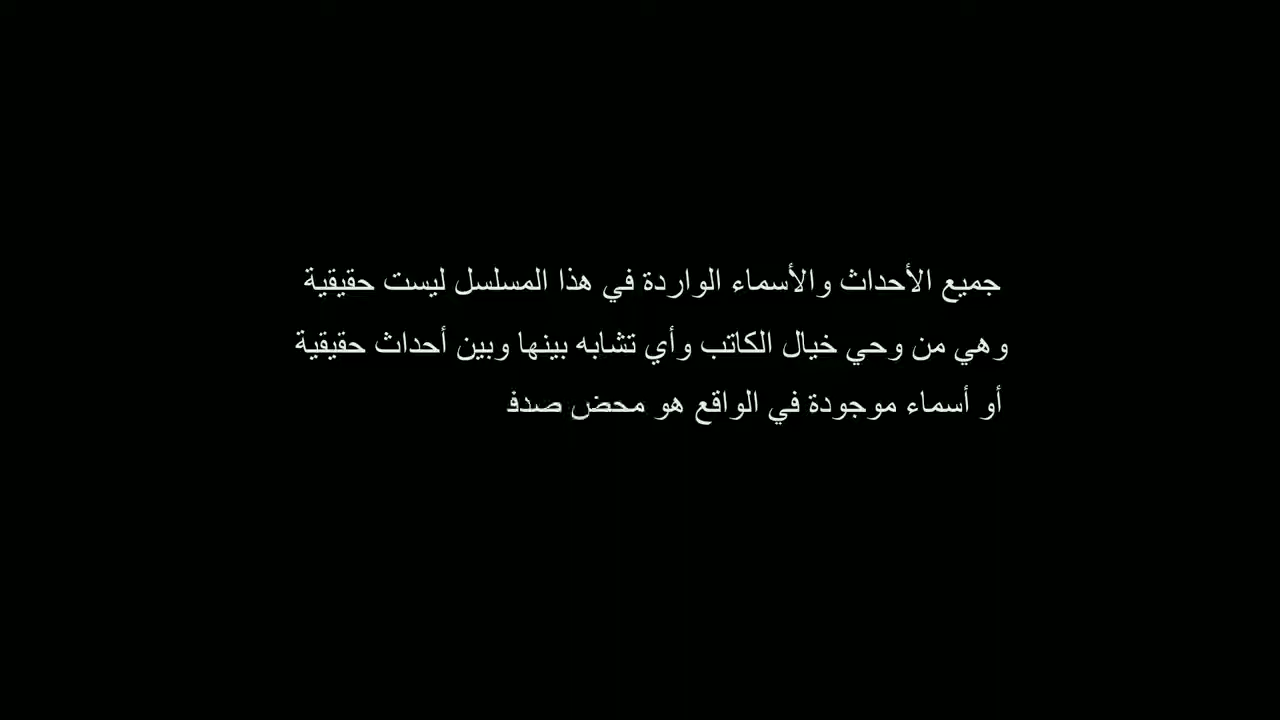 جميع الأحداث والأسماء الواردة في هذا المسلسل ليست حقيقية
وهي من وحي خيال الكاتب وأي تشابه بينها وبين أحداث حقيقية
أو أسماء موجودة في الواقع هو محض صدف